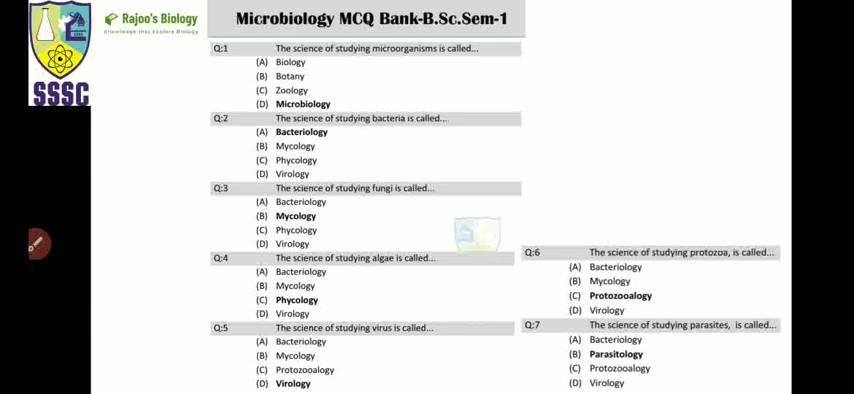 Rajoo's Biology
Knowledge that Explore Biology
SSSC
Microbiology MCQ Bank-B.Sc.Sem-1
Q:1 The science of studying microorganisms is called...
(A) Biology
(B) Botany
(C) Zoology
(D) Microbiology
Q:2 The science of studying bacteria is called...
(A) Bacteriology
(B) Mycology
(C) Phycology
(D) Virology
Q:3 The science of studying fungi is called...
(A) Bacteriology
(B) Mycology
(C) Phycology
(D) Virology
Q:4 The science of studying algae is called...
(A) Bacteriology
(B) Mycology
(C) Phycology
(D) Virology
Q:5 The science of studying virus is called...
(A) Bacteriology
(B) Mycology
(C) Protozooalogy
(D) Virology
Q:6 The science of studying protozoa, is called...
(A) Bacteriology
(B) Mycology
(C) Protozooalogy
(D) Virology
Q:7 The science of studying parasites, is called...
(A) Bacteriology
(B) Parasitology
(C) Protozooalogy
(D) Virology